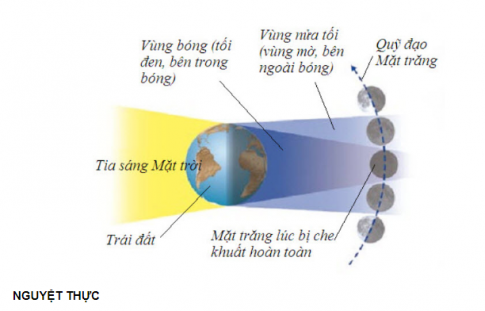 Vùng bóng (tối
đen, bên trong
bóng)
Vùng nửa tối
(vùng mờ, bên
ngoài bóng)
Quỹ đạo
Mặt trăng
Tia sáng Mặt trời
Trái đất
Mặt trăng lúc bị che
khuất hoàn toàn
NGUYỆT THỰC